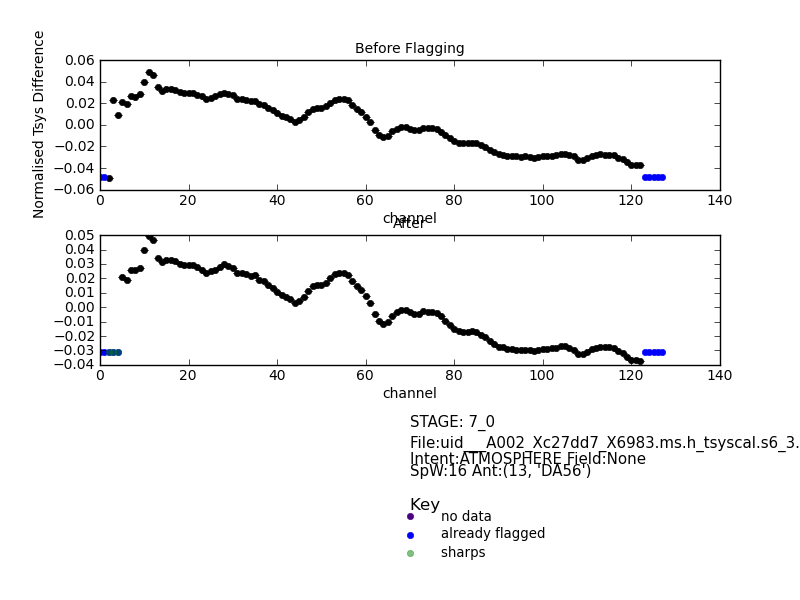 Before Flagging
Normalised Tsys Difference
0.06
0.04
0.02
0.00
−0.02
−0.04
−0.06
0 20 40 60 80 100 120 140
channel
After
0.05
0.04
0.03
0.02
0.01
0.00
−0.01
−0.02
−0.03
−0.04
0 20 40 60 80 100 120 140
channel
STAGE: 7_0
File:uid___A002_Xc27dd7_X6983.ms.h_tsyscal.s6_3.
Intent:ATMOSPHERE Field:None
SpW:16 Ant:(13, 'DA56')
Key
no data
already flagged
sharps